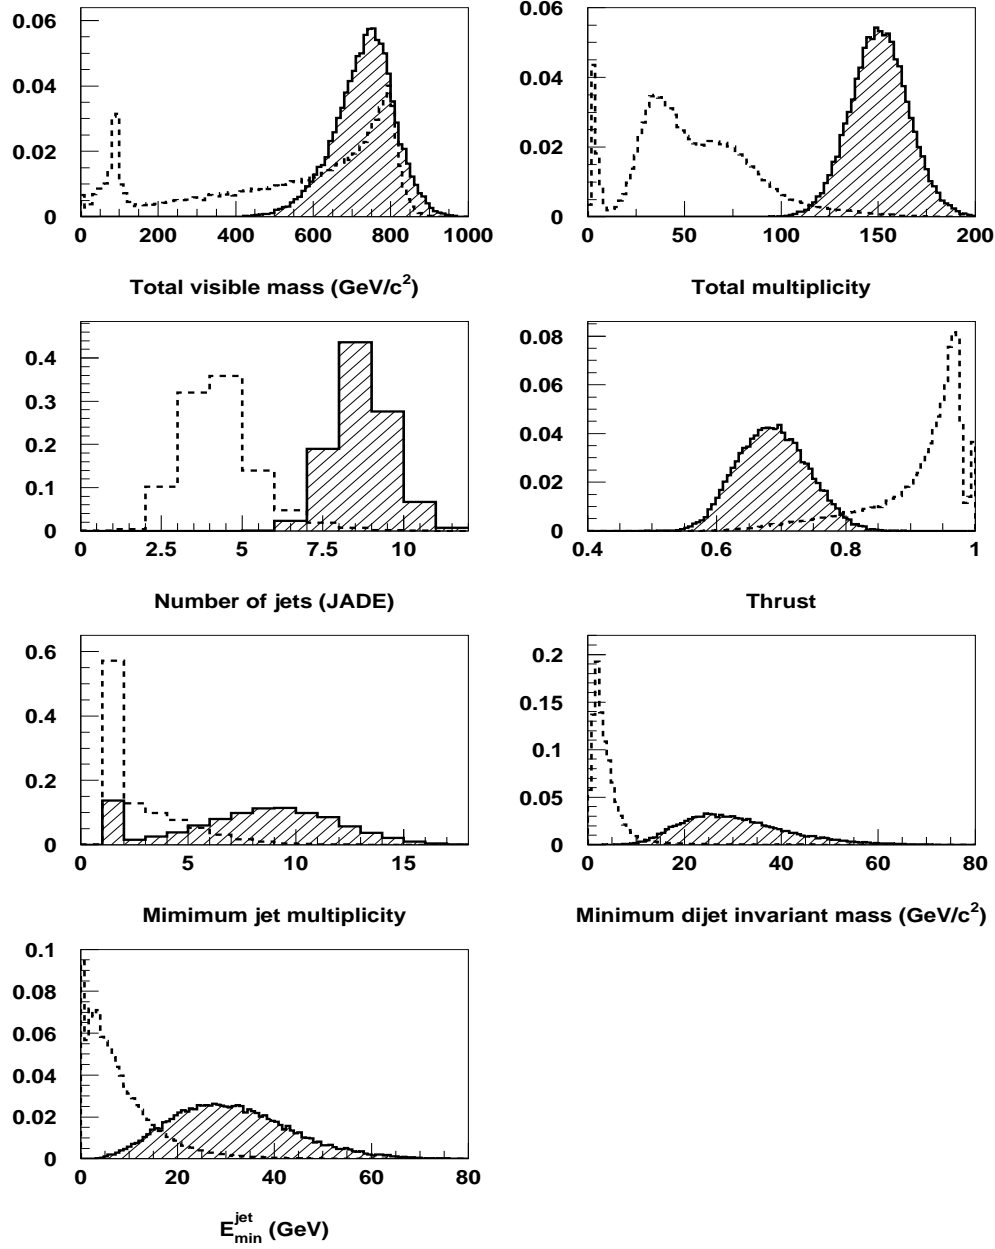 0.06
0.04
0.02
0
0 200 400 600 800 1000
Total visible mass (GeV/c²)
0.06
0.04
0.02
0
0 50 100 150 200
Total multiplicity
0.4
0.3
0.2
0.1
0
0 2.5 5 7.5 10
Number of jets (JADE)
0.08
0.06
0.04
0.02
0
0.4 0.6 0.8 1
Thrust
0.6
0.4
0.2
0
0 5 10 15
Mimimum jet multiplicity
0.2
0.15
0.1
0.05
0
0 20 40 60 80
Minimum dijet invariant mass (GeV/c²)
0.1
0.08
0.06
0.04
0.02
0
0 20 40 60 80
E_min^jet (GeV)